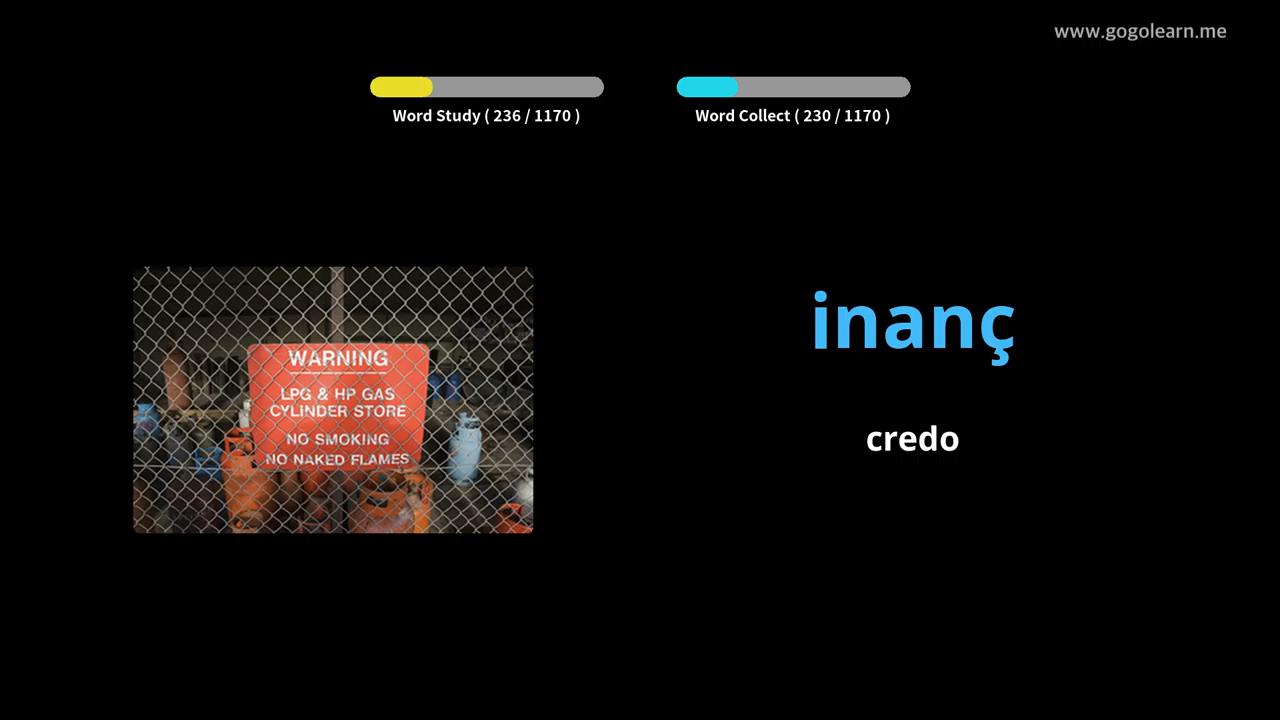 www.gogolearn.me
Word Study ( 236 / 1170 )
Word Collect ( 230 / 1170 )
WARNING
LPG & HP GAS
CYLINDER STORE
NO SMOKING
NO NAKED FLAMES
inanç
credo